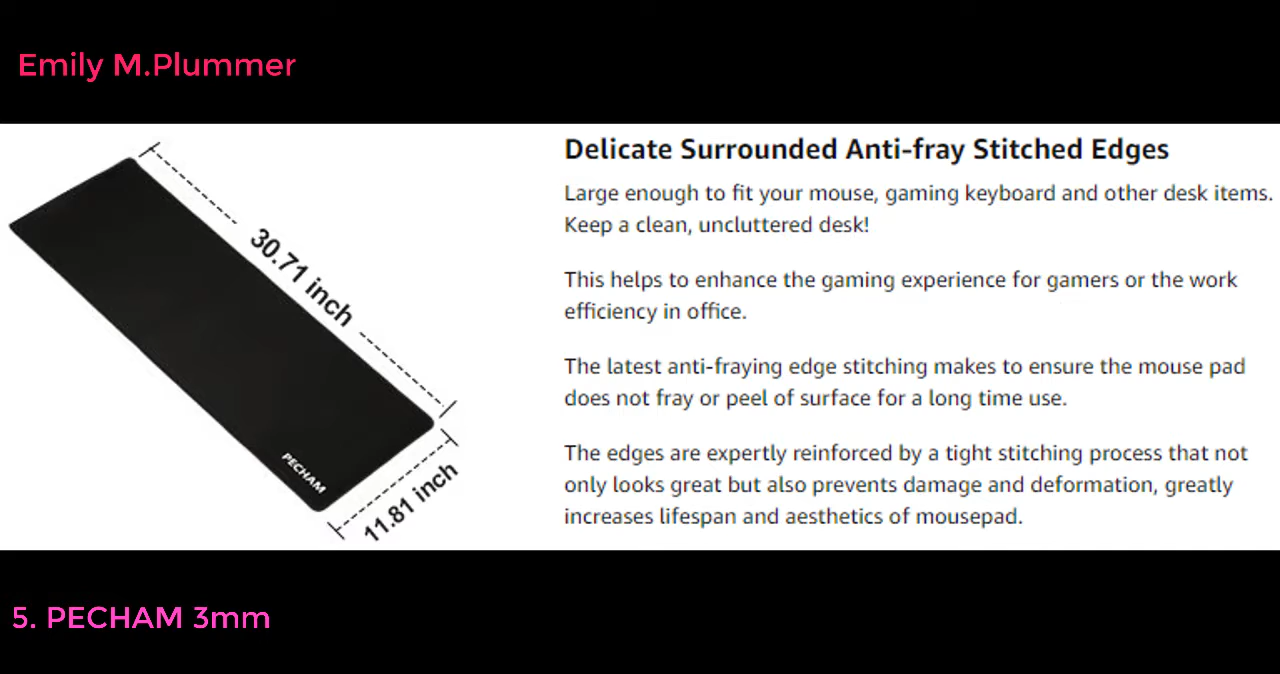 Emily M.Plummer
Delicate Surrounded Anti-fray Stitched Edges
Large enough to fit your mouse, gaming keyboard and other desk items.
Keep a clean, uncluttered desk!
This helps to enhance the gaming experience for gamers or the work
efficiency in office.
The latest anti-fraying edge stitching makes to ensure the mouse pad
does not fray or peel of surface for a long time use.
The edges are expertly reinforced by a tight stitching process that not
only looks great but also prevents damage and deformation, greatly
increases lifespan and aesthetics of mousepad.
30.71 inch
PECHAM
11.81 inch
5. PECHAM 3mm